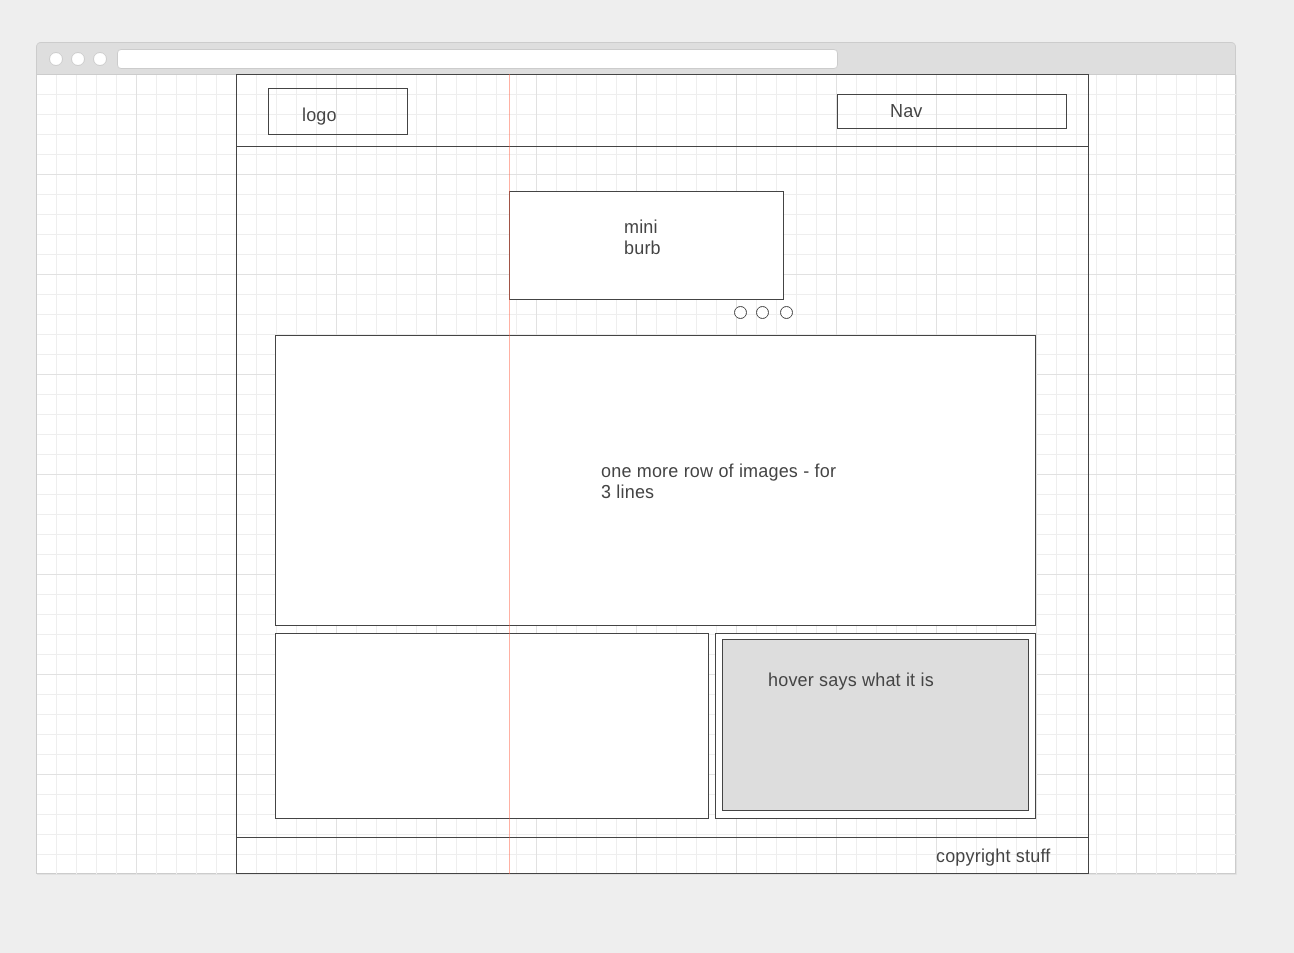 logo
Nav
mini
burb
one more row of images - for
3 lines
hover says what it is
copyright stuff